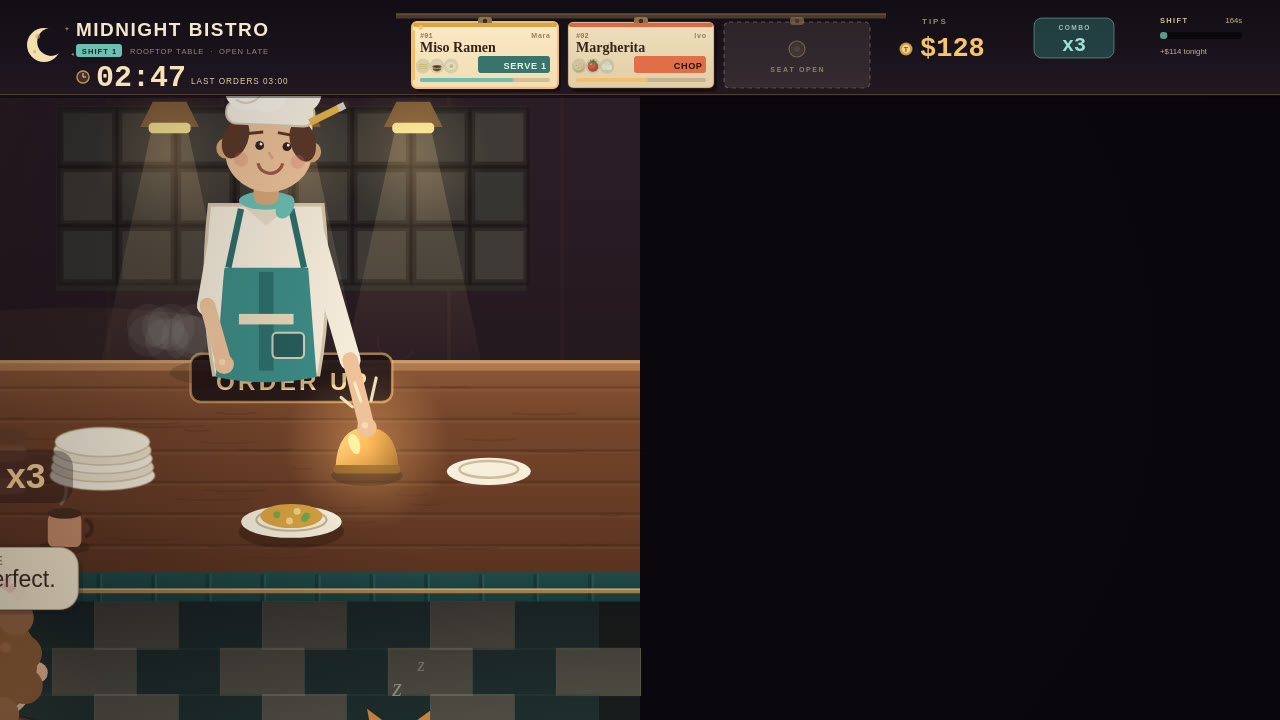 MIDNIGHT BISTRO
SHIFT 1 ROOFTOP TABLE · OPEN LATE
02:47 LAST ORDERS 03:00
#01 Mara
Miso Ramen
SERVE 1
#02 Ivo
Margherita
CHOP
SEAT OPEN
TIPS
$128
COMBO
x3
SHIFT 164s
+$114 tonight
ORDER U
x3
erfect.
z
z